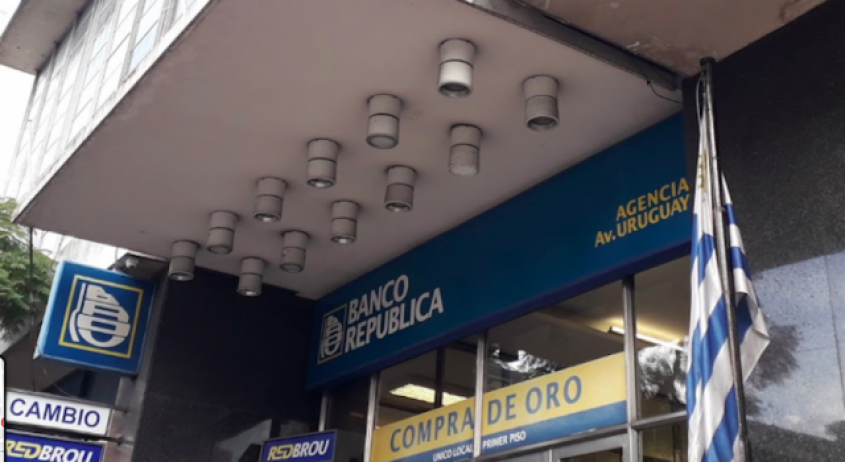 AGENCIA
Av. URUGUAY
BANCO
REPUBLICA
CAMBIO
REDBROU
REDBROU
COMPRA DE ORO
UNICO LOCAL PRIMER PISO